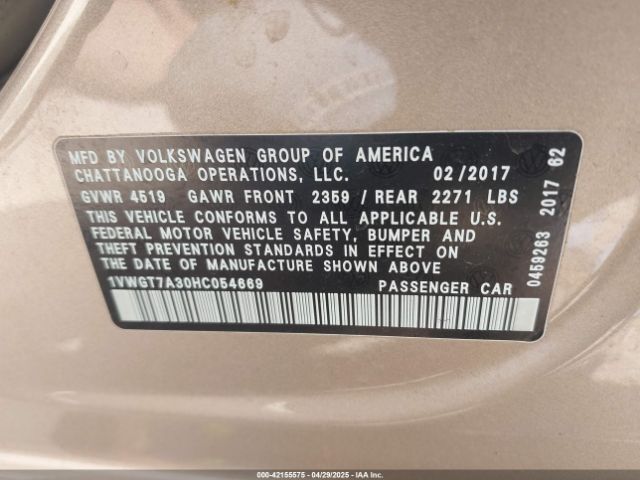 MFD BY VOLKSWAGEN GROUP OF AMERICA
CHATTANOOGA OPERATIONS, LLC. 02/2017
GVWR 4519 GAWR FRONT 2359 / REAR 2271 LBS
THIS VEHICLE CONFORMS TO ALL APPLICABLE U.S.
FEDERAL MOTOR VEHICLE SAFETY, BUMPER AND
THEFT PREVENTION STANDARDS IN EFFECT ON
THE DATE OF MANUFACTURE SHOWN ABOVE
1VWGT7A30HC054669 PASSENGER CAR
0459263 2017 62
000-42155575 - 04/29/2025 - IAA Inc.